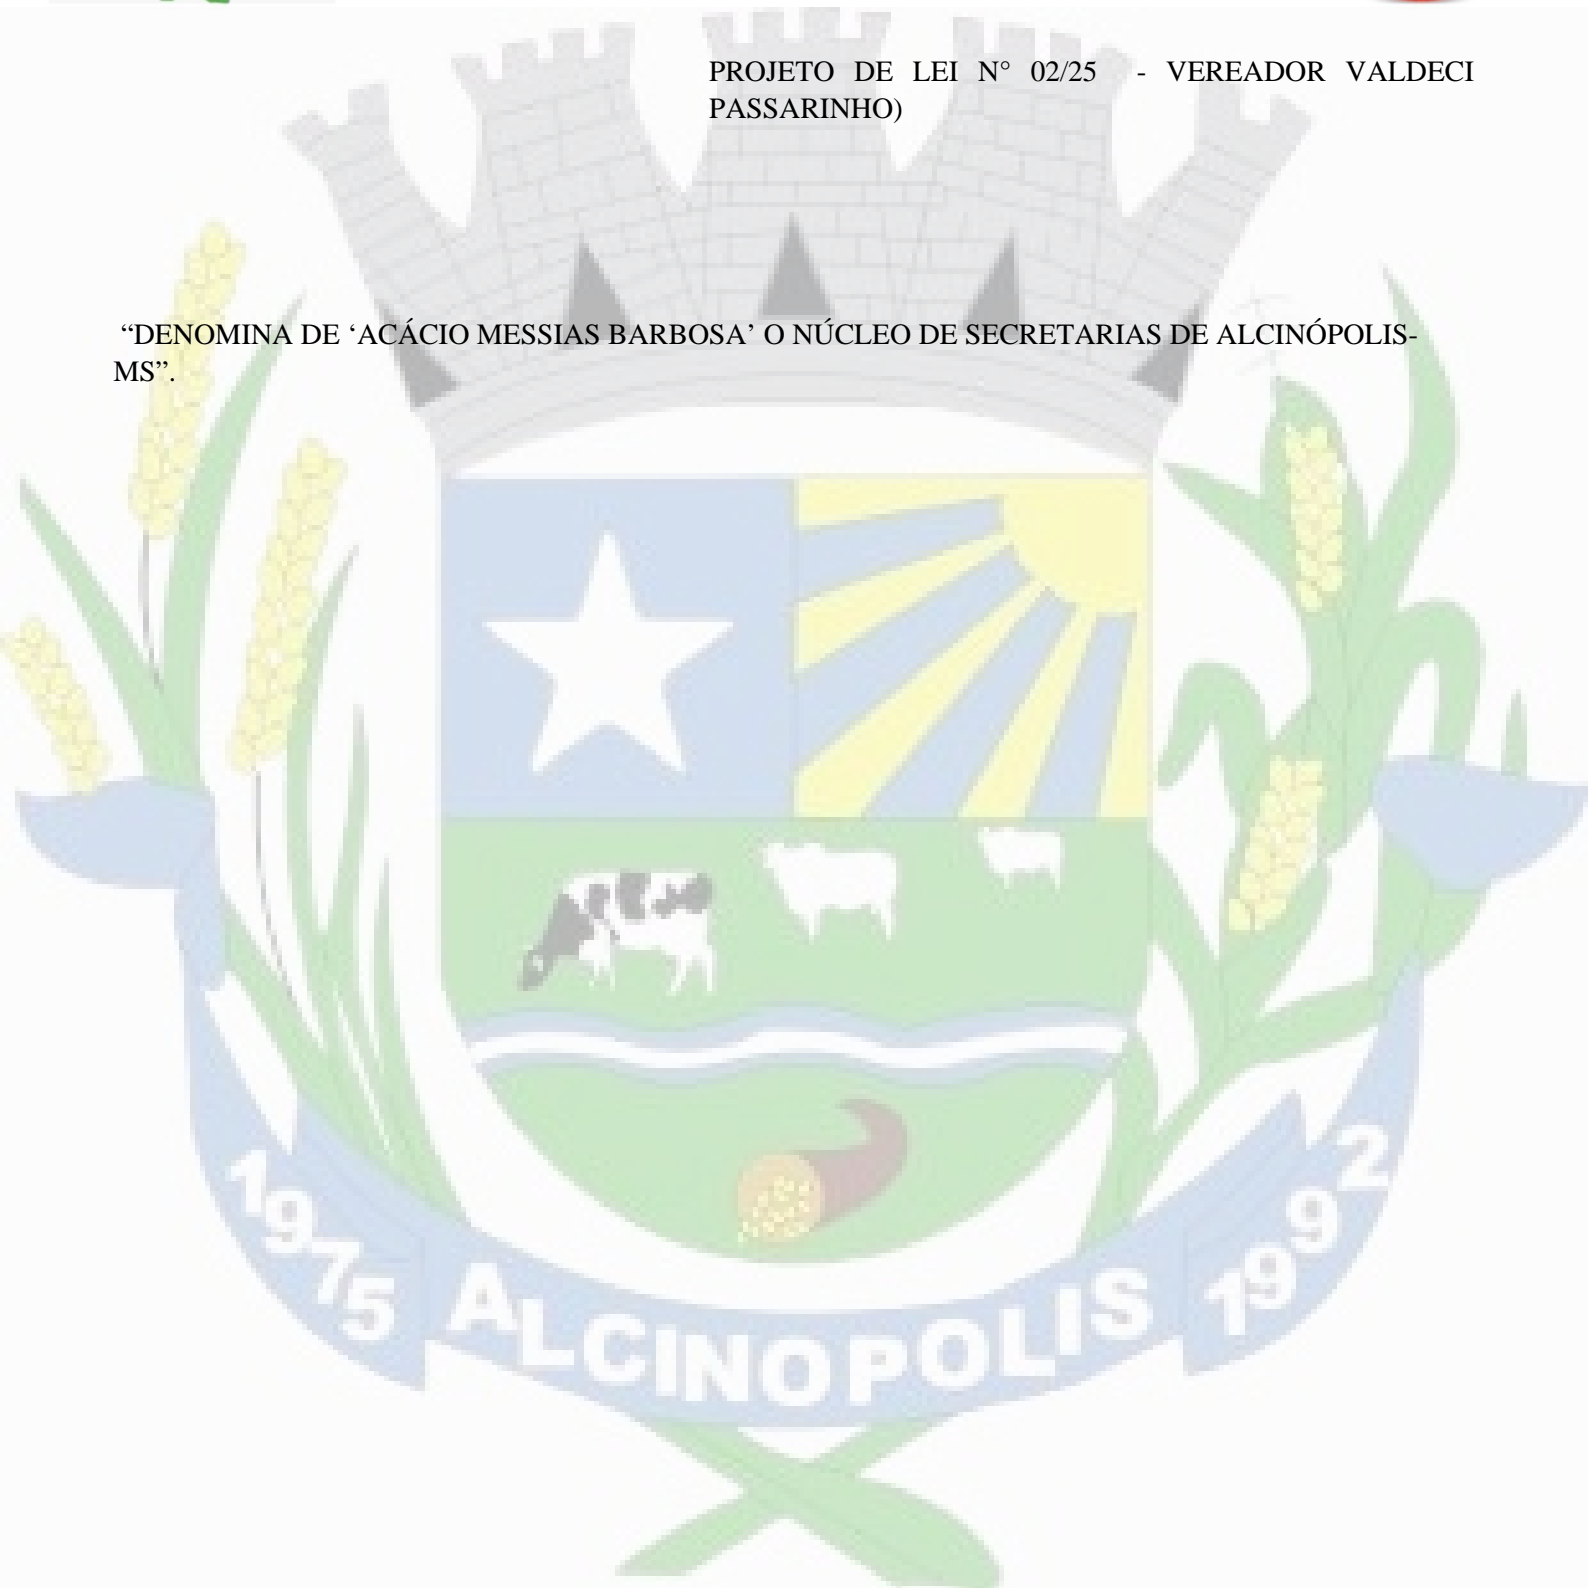 PROJETO DE LEI N° 02/25 - VEREADOR VALDECI
PASSARINHO)
“DENOMINA DE ‘ACÁCIO MESSIAS BARBOSA’ O NÚCLEO DE SECRETARIAS DE ALCINÓPOLIS-
MS”.
1975 ALCINOPOLIS 1992